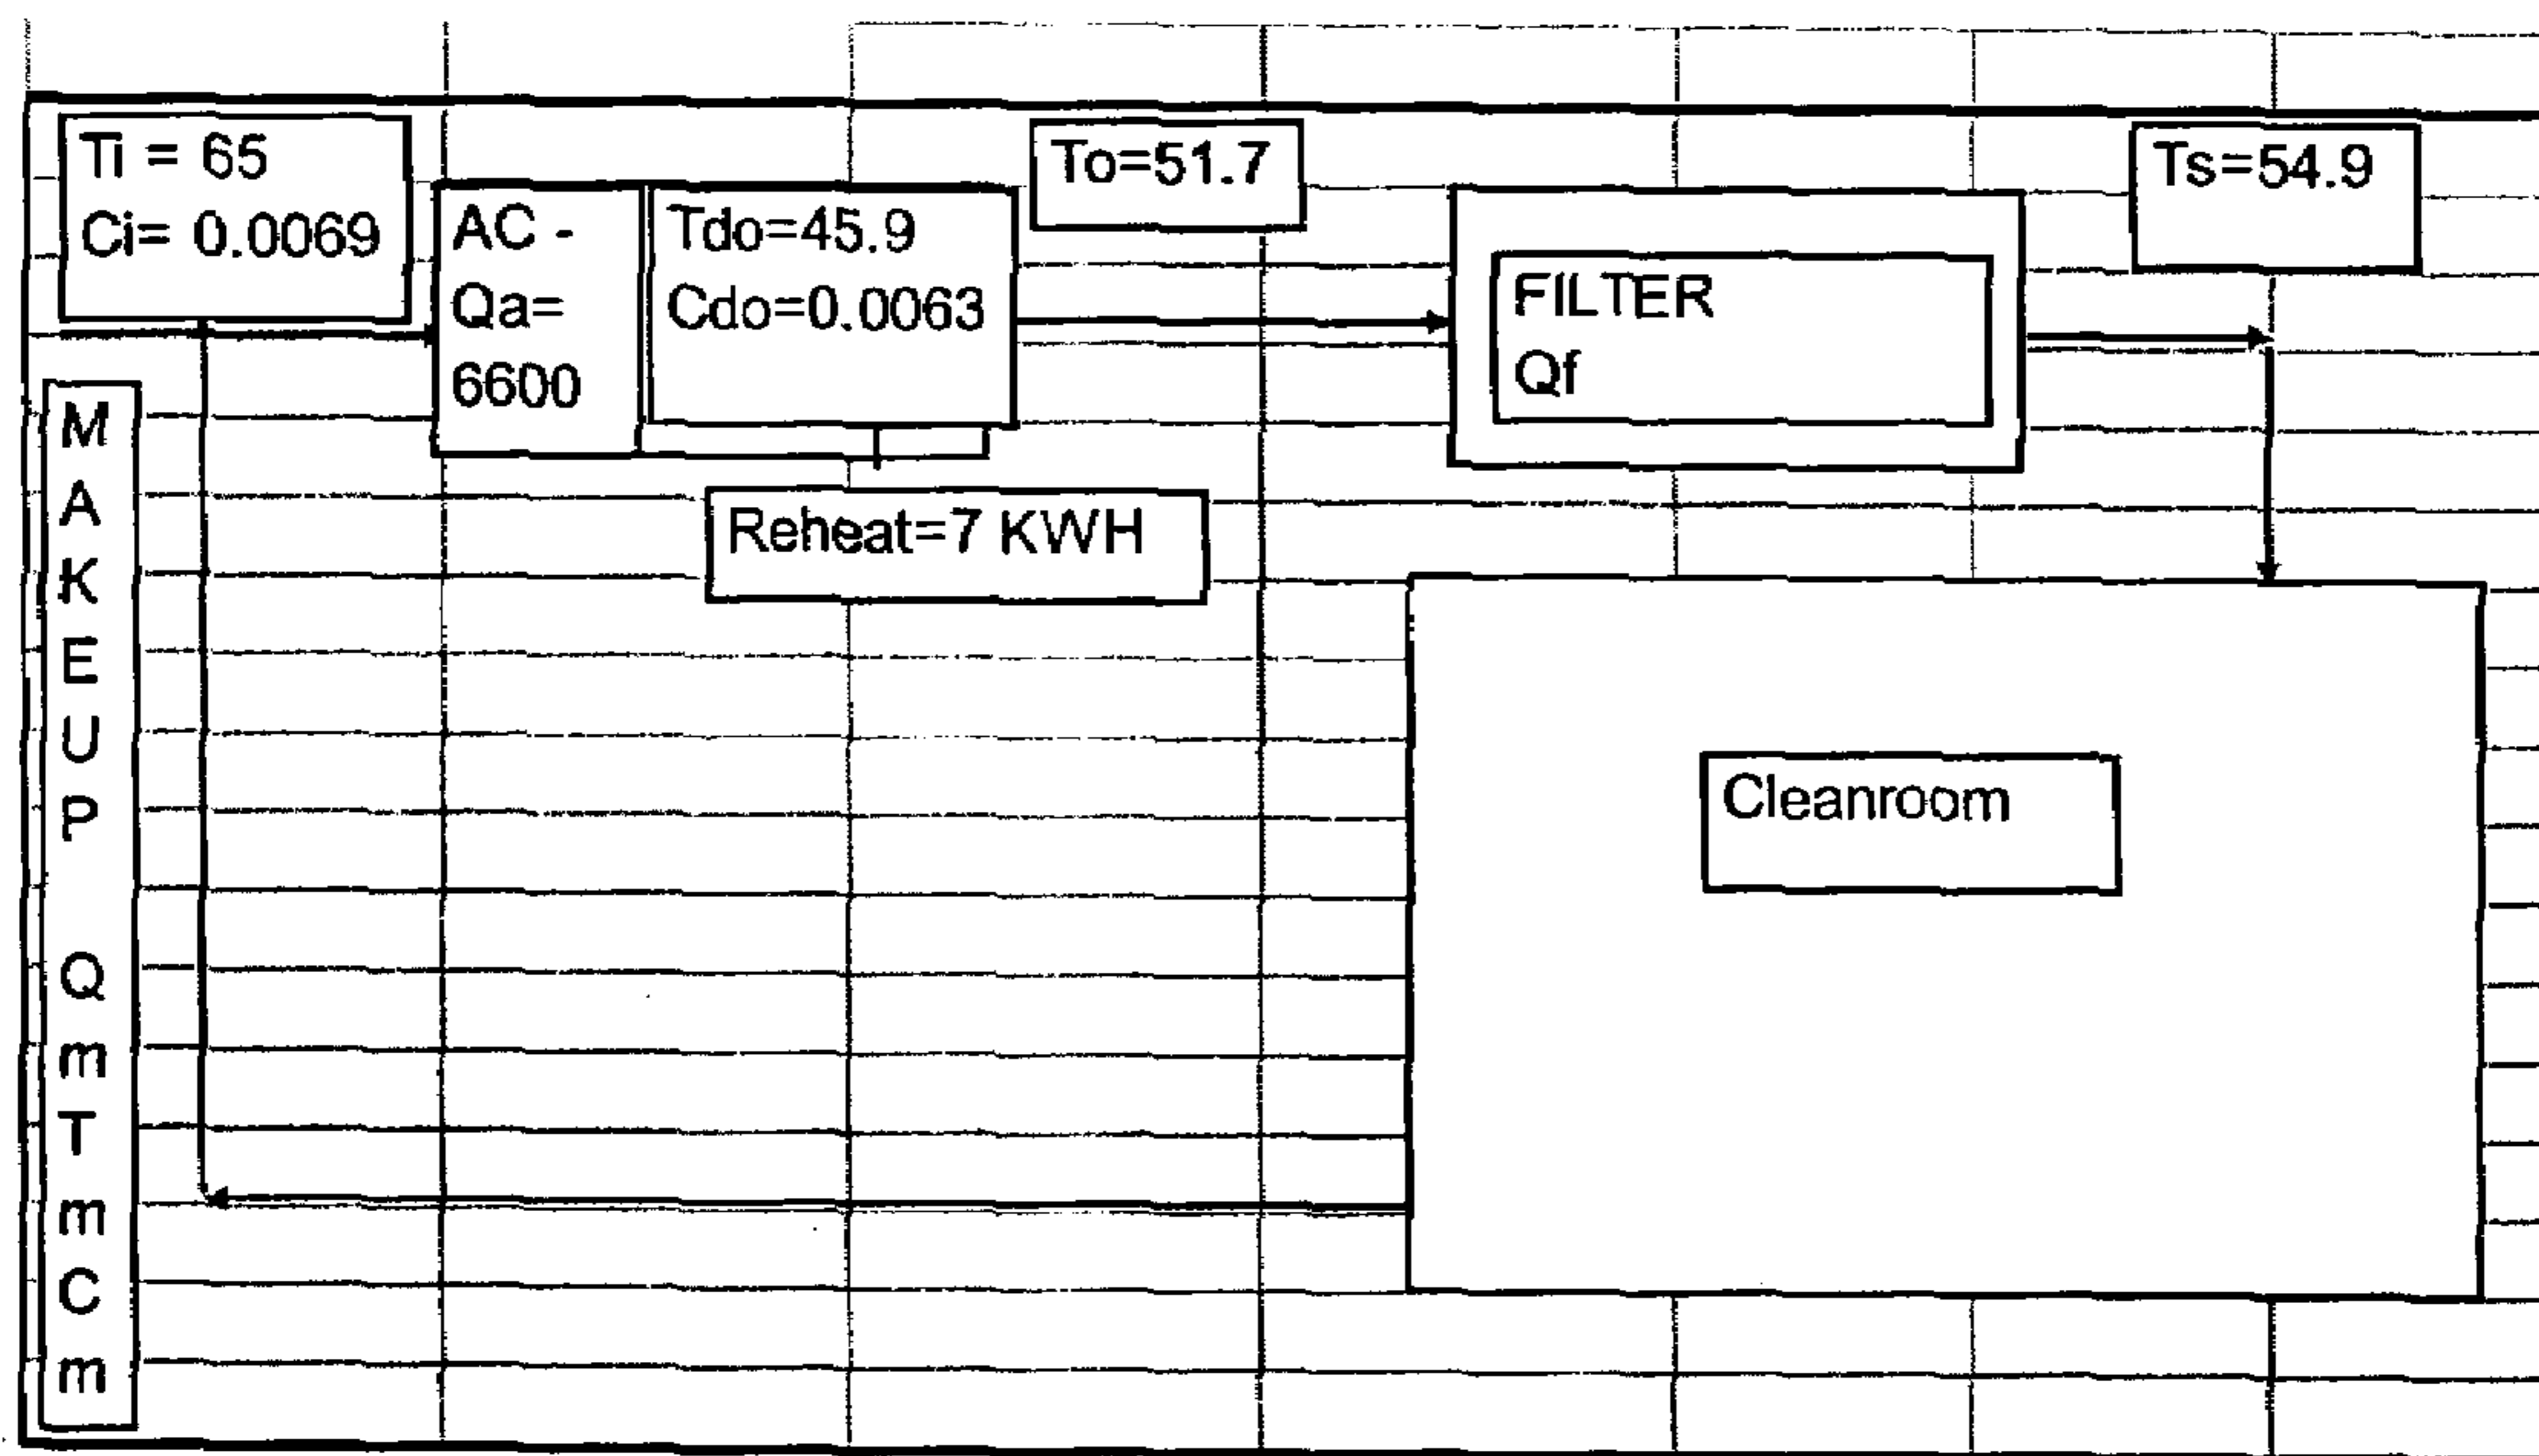 Ti = 65
Ci= 0.0069
AC -
Qa=
6600
Tdo=45.9
Cdo=0.0063
To=51.7
FILTER
Qf
Ts=54.9
Reheat=7 KWH
Cleanroom
M
A
K
E
U
P
Q
m
T
m
C
m